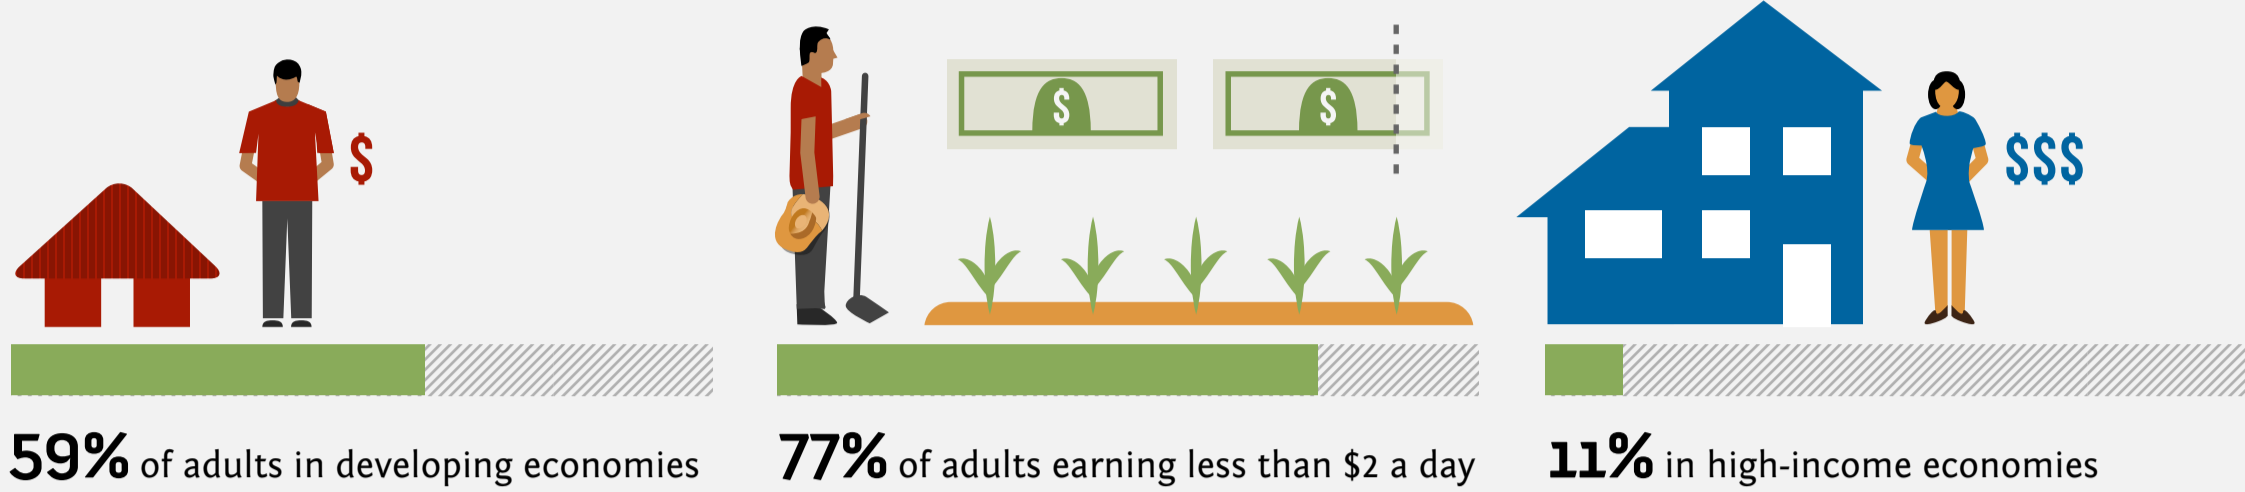 $
$
$
$$$
59% of adults in developing economies
77% of adults earning less than $2 a day
11% in high-income economies